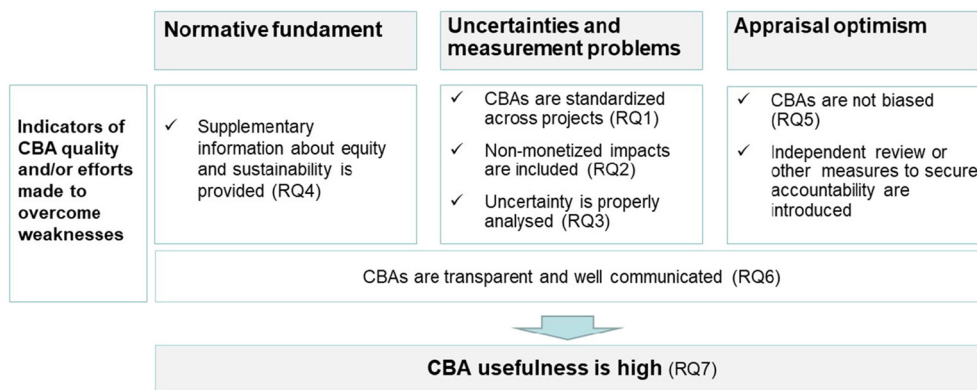 Normative fundament
Uncertainties and
measurement problems
Appraisal optimism
Indicators of
CBA quality
and/or efforts
made to
overcome
weaknesses
✓ Supplementary
information about equity
and sustainability is
provided (RQ4)
✓ CBAs are standardized
across projects (RQ1)
✓ Non-monetized impacts
are included (RQ2)
✓ Uncertainty is properly
analysed (RQ3)
✓ CBAs are not biased
(RQ5)
✓ Independent review or
other measures to secure
accountability are
introduced
CBAs are transparent and well communicated (RQ6)
CBA usefulness is high (RQ7)